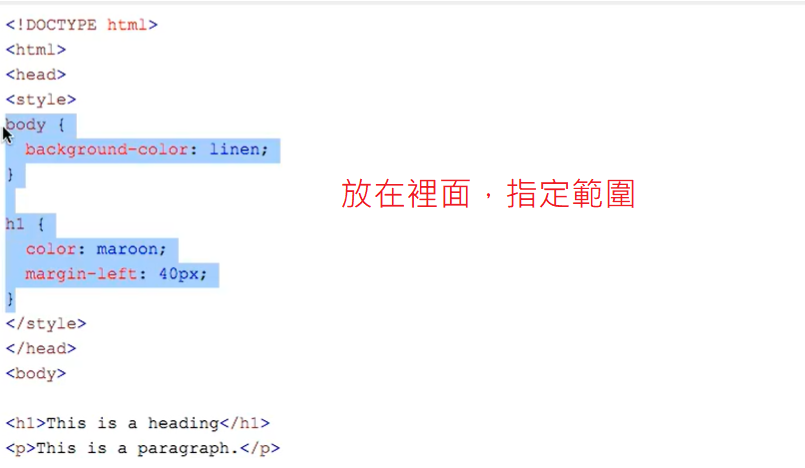 <!DOCTYPE html>
<html>
<head>
<style>
body {
  background-color: linen;
}
放在裡面，指定範圍
h1 {
  color: maroon;
  margin-left: 40px;
}
</style>
</head>
<body>
<h1>This is a heading</h1>
<p>This is a paragraph.</p>